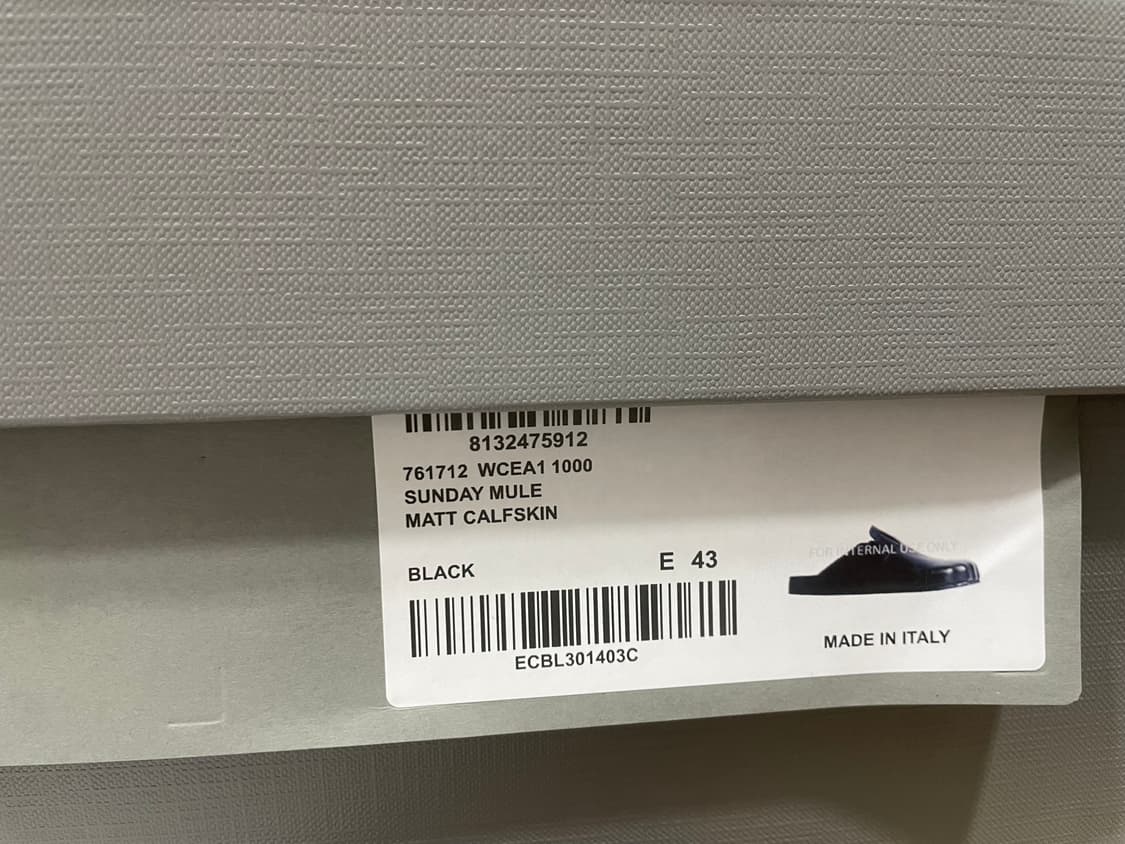 8132475912
761712 WCEA1 1000
SUNDAY MULE
MATT CALFSKIN
BLACK
E 43
FOR INTERNAL USE ONLY
ECBL301403C
MADE IN ITALY